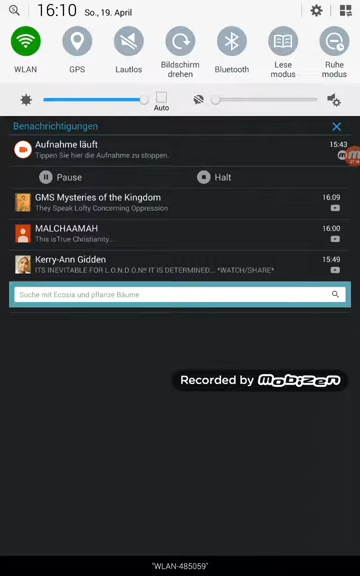 16:10 So., 19. April
WLAN GPS Lautlos Bildschirm drehen Bluetooth Lese modus Ruhe modus
Auto
Benachrichtigungen
Aufnahme läuft 15:43
Tippen Sie hier die Aufnahme zu stoppen.
Pause Halt
GMS Mysteries of the Kingdom 16:09
They Speak Lofty Concerning Oppression
MALCHAAMAH 16:00
This isTrue Christianity...
Kerry-Ann Gidden 15:49
ITS INEVITABLE FOR L.O.N.D.O.N!! IT IS DETERMINED... *WATCH/SHARE*
Suche mit Ecosia und pflanze Bäume
Recorded by mobizen
"WLAN-485059"